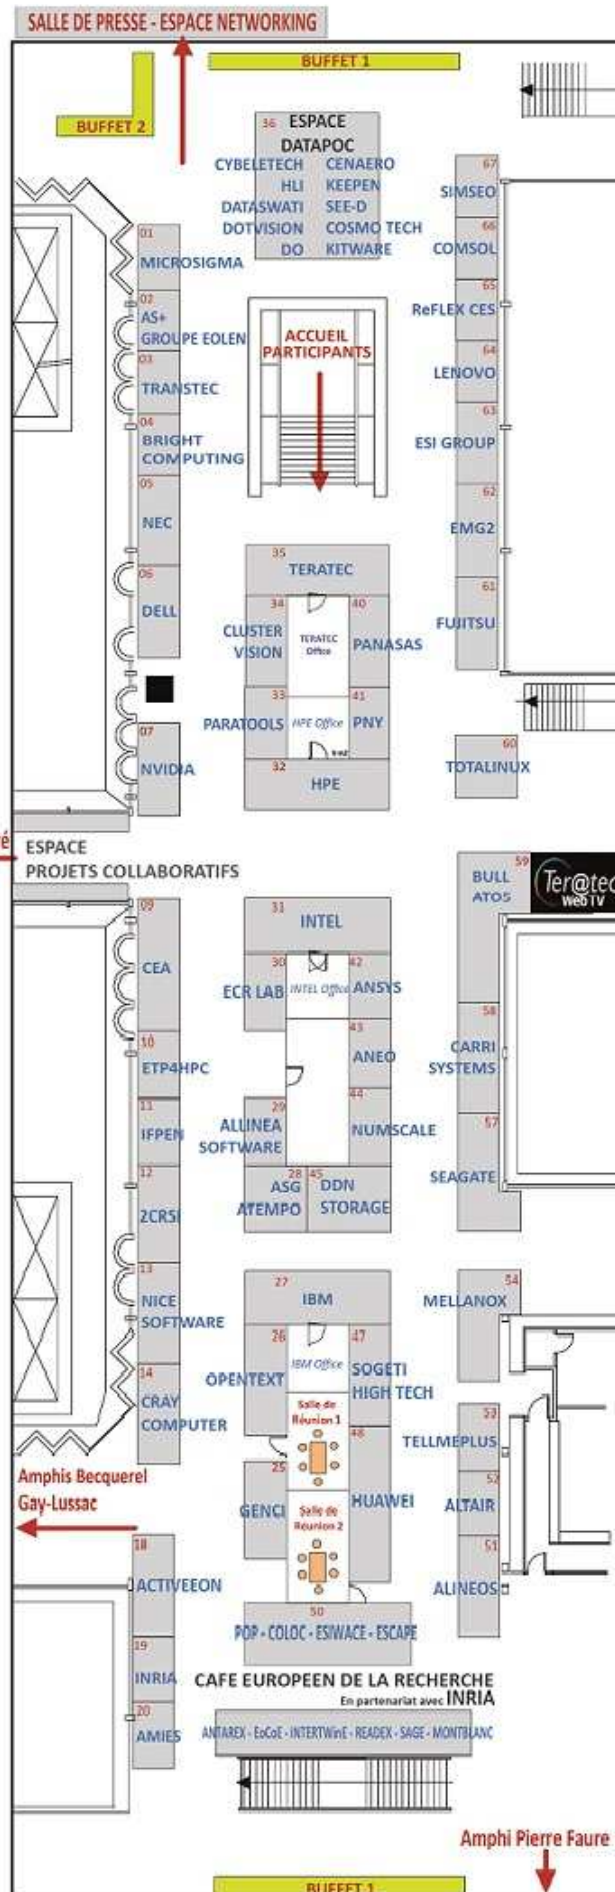 SALLE DE PRESSE - ESPACE NETWORKING
BUFFET 1
BUFFET 2
36 ESPACE
DATAPOC
CYBELETECH CENAERO
HLI KEEPEN
DATASWATI SEE-D
DOTVISION COSMO TECH
DO KITWARE
67
SIMSEO
66
COMSOL
65
ReFLEX CES
64
LENOVO
63
ESI GROUP
62
EMG2
61
FUJITSU
01
MICROSIGMA
02
AS+
GROUPE EOLEN
03
TRANSTEC
04
BRIGHT
COMPUTING
05
NEC
06
DELL
07
NVIDIA
ACCUEIL
PARTICIPANTS
35
TERATEC
34
CLUSTER
VISION
TERATEC
Office
40
PANASAS
33
PARATOOLS
HPE Office
41
PNY
32
HPE
60
TOTALINUX
ESPACE
PROJETS COLLABORATIFS
59
BULL
ATOS
Ter@tec
WebTV
09
CEA
10
ETP4HPC
11
IFPEN
12
2CRSI
13
NICE
SOFTWARE
14
CRAY
COMPUTER
31
INTEL
30
ECR LAB
INTEL Office
42
ANSYS
43
ANEO
44
NUMSCALE
29
ALLINEA
SOFTWARE
28
ASG
ATEMPO
45
DDN
STORAGE
58
CARRI
SYSTEMS
57
SEAGATE
27
IBM
26
OPENTEXT
IBM Office
47
SOGETI
HIGH TECH
Salle de
Réunion 1
48
HUAWEI
25
GENCI
Salle de
Réunion 2
54
MELLANOX
53
TELLMEPLUS
52
ALTAIR
51
ALINEOS
Amphis Becquerel
Gay-Lussac
18
ACTIVEEON
19
INRIA
20
AMIES
50
POP - COLOC - ESIWACE - ESCAPE
CAFE EUROPEEN DE LA RECHERCHE
En partenariat avec INRIA
ANTAREX - EoCoE - INTERTWinE - READEX - SAGE - MONTBLANC
Amphi Pierre Faure
BUFFET 1